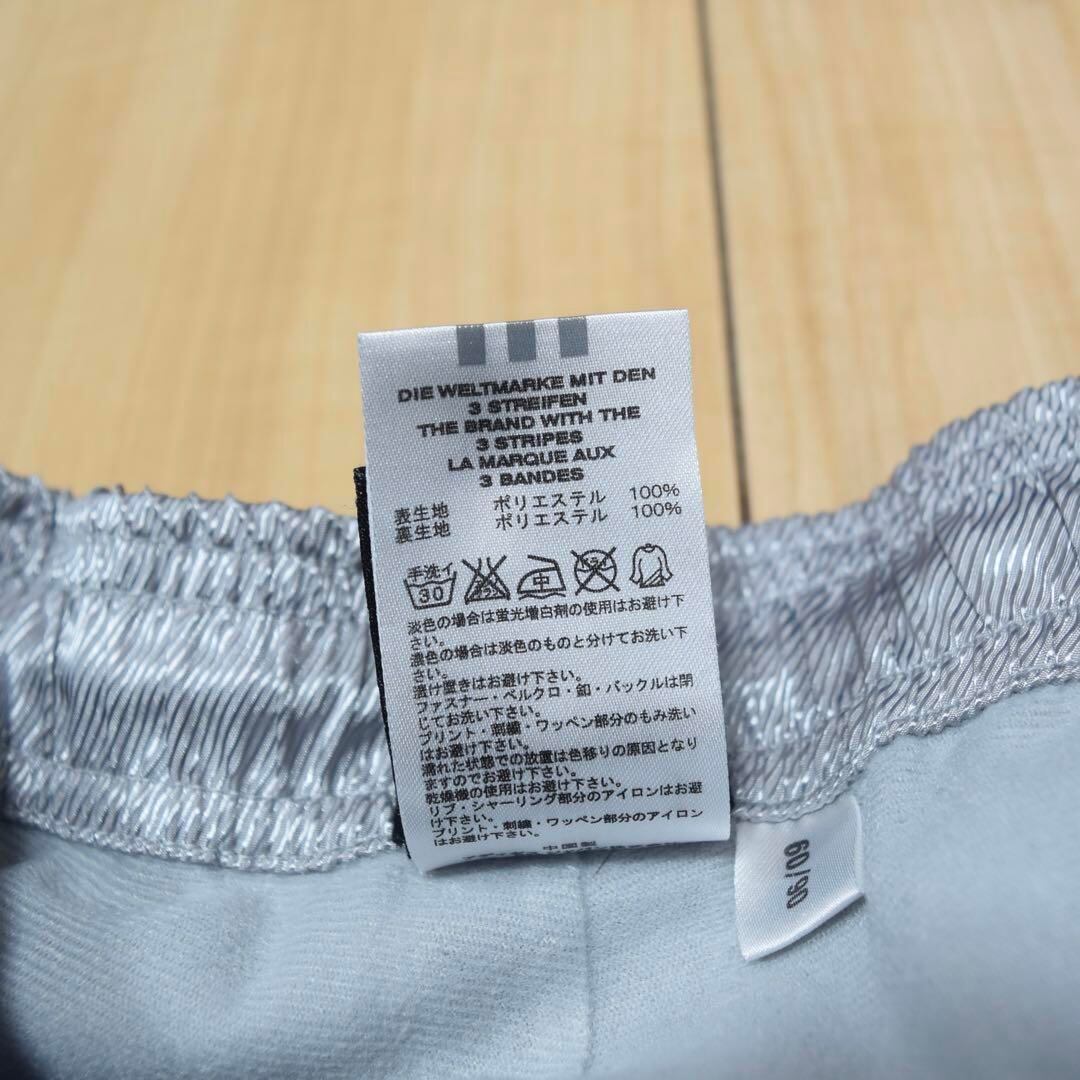 DIE WELTMARKE MIT DEN
3 STREIFEN
THE BRAND WITH THE
3 STRIPES
LA MARQUE AUX
3 BANDES
表生地 ポリエステル 100%
裏生地 ポリエステル 100%
手洗イ
30
中
淡色の場合は蛍光増白剤の使用はお避け下
さい。
濃色の場合は淡色のものと分けてお洗い下
さい。
漬け置きはお避け下さい。
ファスナー・ベルクロ・釦・バックルは閉
じてお洗い下さい。
プリント・刺繍・ワッペン部分のもみ洗い
はお避け下さい。
濡れた状態での放置は色移りの原因となり
ますのでお避け下さい。
乾燥機の使用はお避け下さい。
リブ・シャーリング部分のアイロンはお避
け下さい。
プリント・刺繍・ワッペン部分のアイロン
はお避け下さい。
中国製